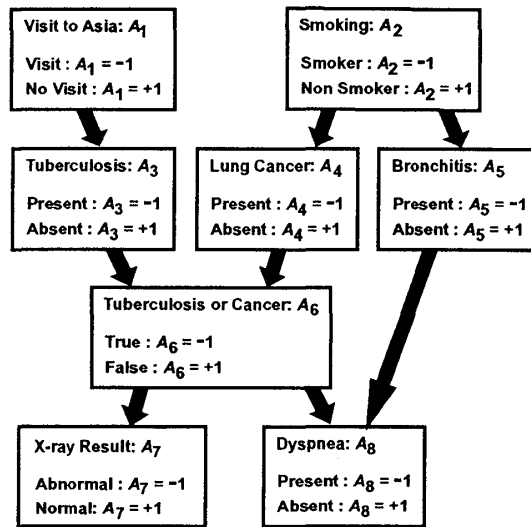 Visit to Asia: A1
Visit : A1 = -1
No Visit : A1 = +1
Smoking: A2
Smoker : A2 = -1
Non Smoker : A2 = +1
Tuberculosis: A3
Present : A3 = -1
Absent : A3 = +1
Lung Cancer: A4
Present : A4 = -1
Absent : A4 = +1
Bronchitis: A5
Present : A5 = -1
Absent : A5 = +1
Tuberculosis or Cancer: A6
True : A6 = -1
False : A6 = +1
X-ray Result: A7
Abnormal : A7 = -1
Normal: A7 = +1
Dyspnea: A8
Present : A8 = -1
Absent : A8 = +1